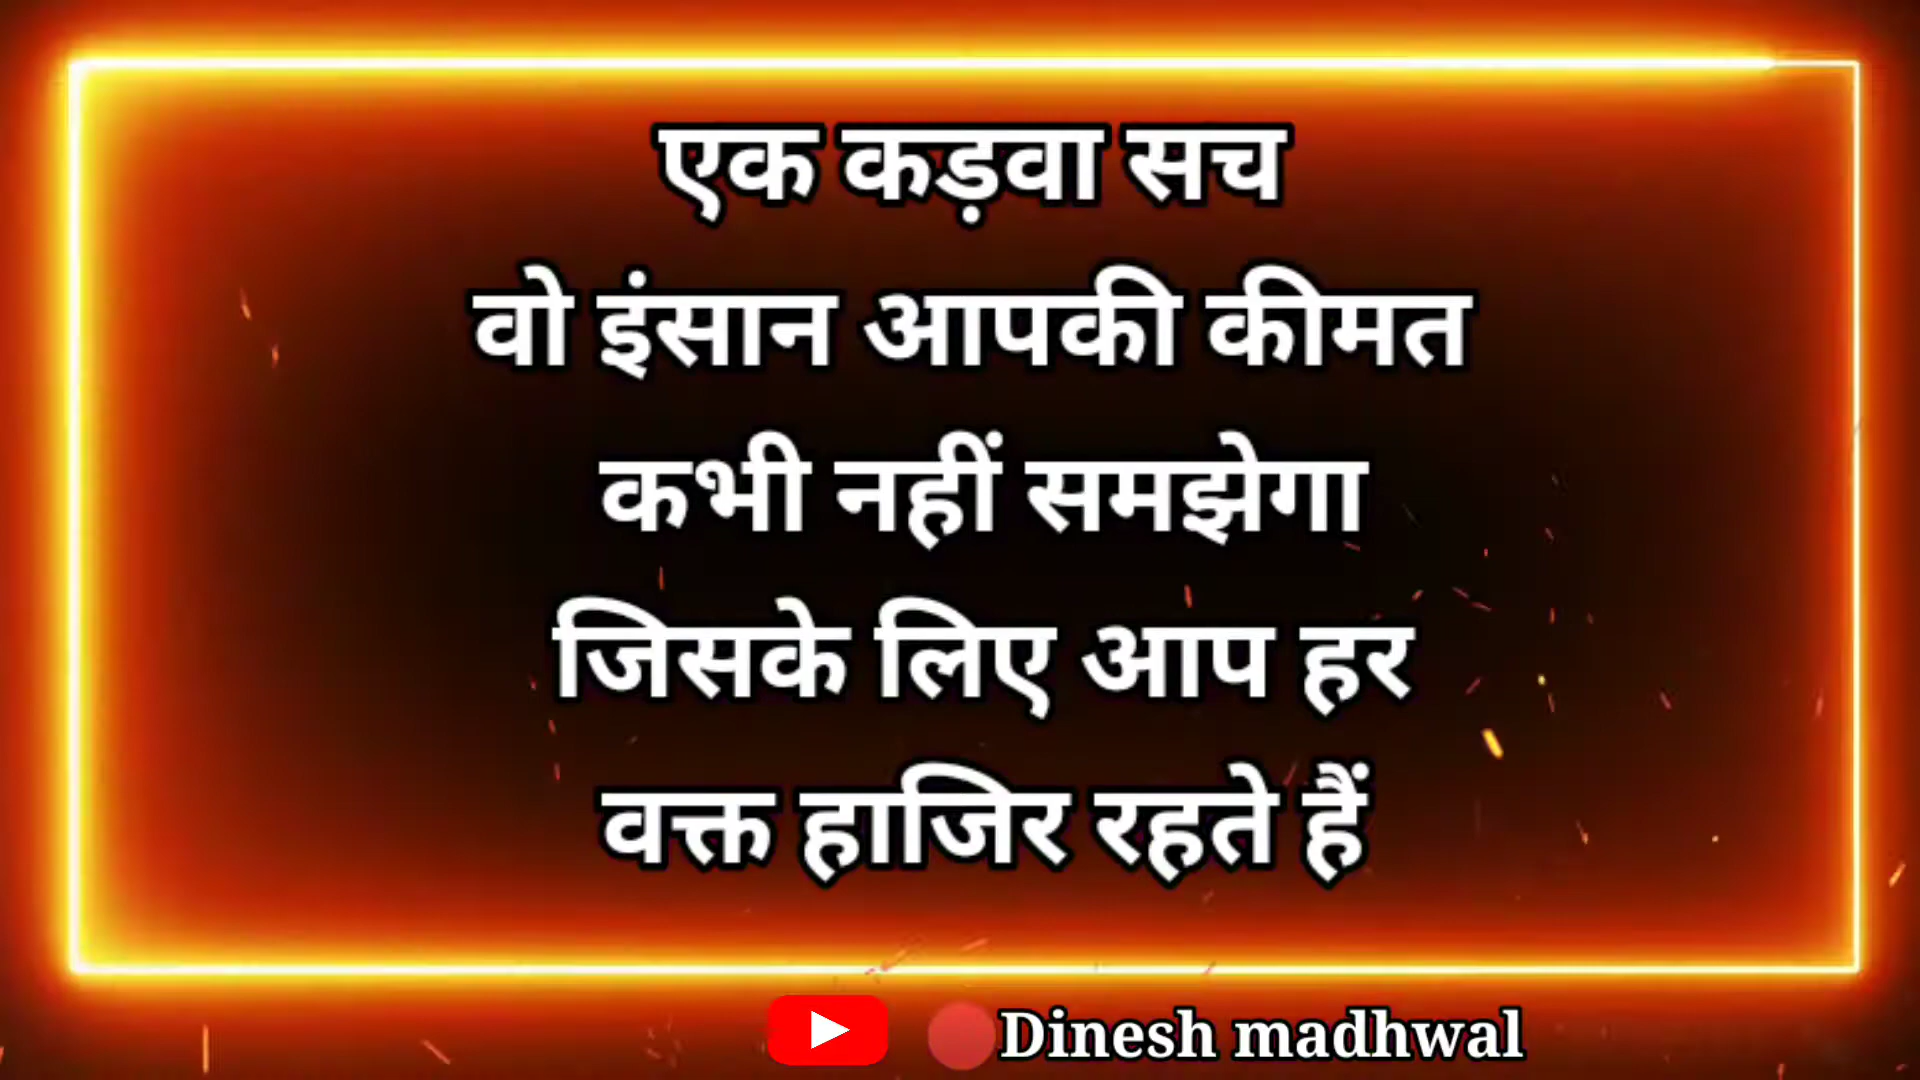 एक कड़वा सच
वो इंसान आपकी कीमत
कभी नहीं समझेगा
जिसके लिए आप हर
वक्त हाजिर रहते हैं
Dinesh madhwal